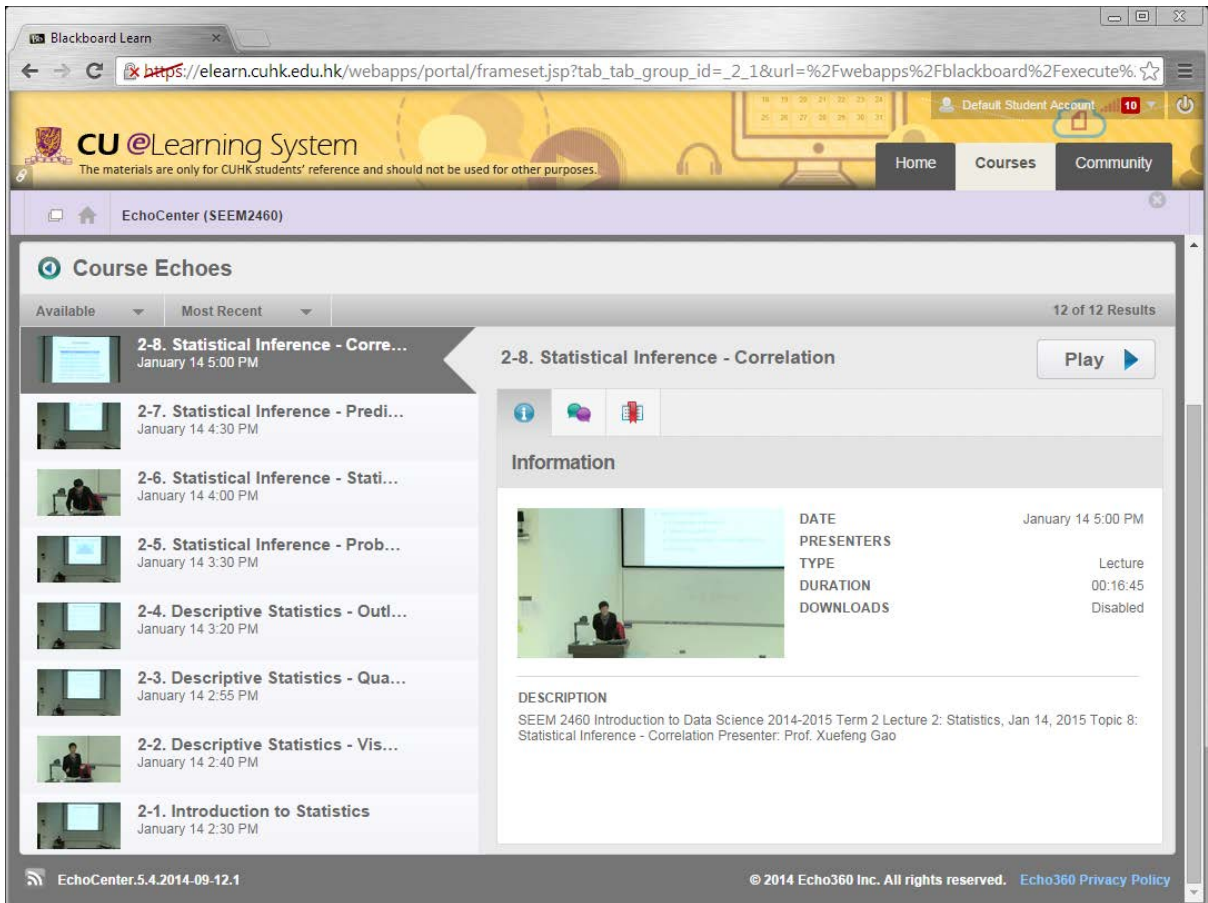 Blackboard Learn
https://elearn.cuhk.edu.hk/webapps/portal/frameset.jsp?tab_tab_group_id=_2_1&url=%2Fwebapps%2Fblackboard%2Fexecute%.
Default Student Account 10
CU eLearning System
The materials are only for CUHK students' reference and should not be used for other purposes.
Home Courses Community
EchoCenter (SEEM2460)
Course Echoes
Available Most Recent 12 of 12 Results
2-8. Statistical Inference - Corre...
January 14 5:00 PM
2-7. Statistical Inference - Predi...
January 14 4:30 PM
2-6. Statistical Inference - Stati...
January 14 4:00 PM
2-5. Statistical Inference - Prob...
January 14 3:30 PM
2-4. Descriptive Statistics - Outl...
January 14 3:20 PM
2-3. Descriptive Statistics - Qua...
January 14 2:55 PM
2-2. Descriptive Statistics - Vis...
January 14 2:40 PM
2-1. Introduction to Statistics
January 14 2:30 PM
2-8. Statistical Inference - Correlation
Play
Information
DATE January 14 5:00 PM
PRESENTERS
TYPE Lecture
DURATION 00:16:45
DOWNLOADS Disabled
DESCRIPTION
SEEM 2460 Introduction to Data Science 2014-2015 Term 2 Lecture 2: Statistics, Jan 14, 2015 Topic 8:
Statistical Inference - Correlation Presenter: Prof. Xuefeng Gao
EchoCenter.5.4.2014-09-12.1
© 2014 Echo360 Inc. All rights reserved. Echo360 Privacy Policy